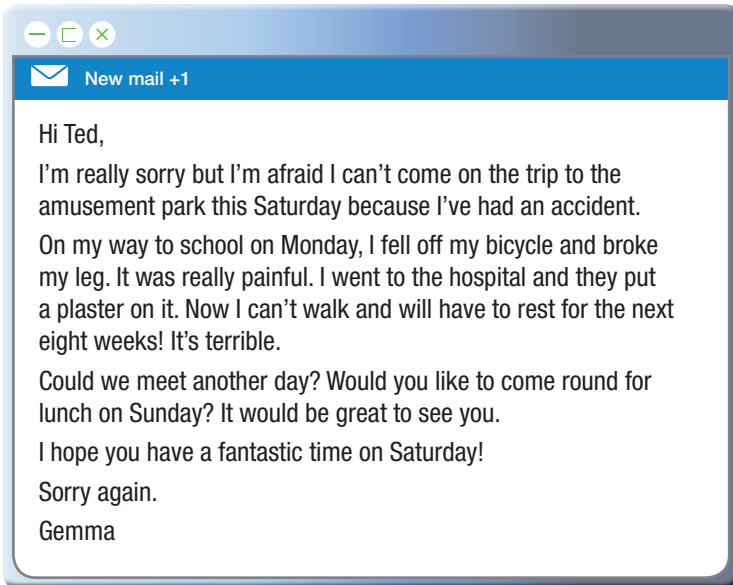 New mail +1
Hi Ted,
I'm really sorry but I'm afraid I can't come on the trip to the
amusement park this Saturday because I've had an accident.
On my way to school on Monday, I fell off my bicycle and broke
my leg. It was really painful. I went to the hospital and they put
a plaster on it. Now I can't walk and will have to rest for the next
eight weeks! It's terrible.
Could we meet another day? Would you like to come round for
lunch on Sunday? It would be great to see you.
I hope you have a fantastic time on Saturday!
Sorry again.
Gemma